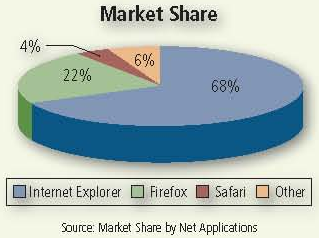 Market Share
4%
6%
22%
68%
Internet Explorer Firefox Safari Other
Source: Market Share by Net Applications